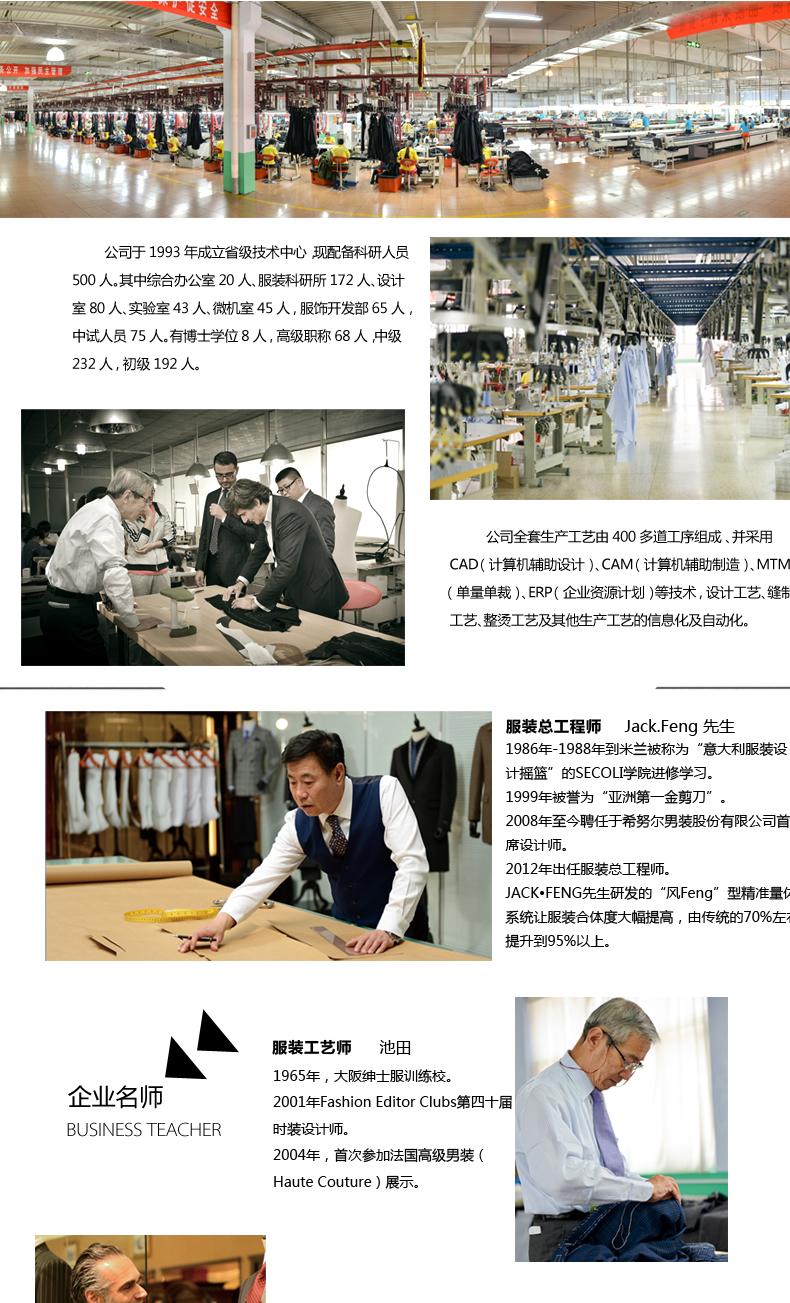 促安全
务公开 加强民主管理
公司于 1993 年成立省级技术中心 ,现配备科研人员
500 人。其中综合办公室 20 人、服装科研所 172 人、设计
室 80 人、实验室 43 人、微机室 45 人 , 服饰开发部 65 人 ,
中试人员 75 人。有博士学位 8 人 , 高级职称 68 人 ,中级
232 人 , 初级 192 人。
公司全套生产工艺由 400 多道工序组成 、并采用
CAD ( 计算机辅助设计 )、CAM ( 计算机辅助制造 )、MTM
( 单量单裁 )、ERP ( 企业资源计划 ) 等技术 , 设计工艺、缝制
工艺、整烫工艺及其他生产工艺的信息化及自动化。
服装总工程师 Jack.Feng 先生
1986年-1988年到米兰被称为“意大利服装设
计摇篮”的SECOLI学院进修学习。
1999年被誉为“亚洲第一金剪刀”。
2008年至今聘任于希努尔男装股份有限公司首
席设计师。
2012年出任服装总工程师。
JACK•FENG先生研发的“风Feng”型精准量体
系统让服装合体度大幅提高，由传统的70%左右
提升到95%以上。
服装工艺师 池田
1965年，大阪绅士服训练校。
2001年Fashion Editor Clubs第四十届
时装设计师。
2004年，首次参加法国高级男装（
Haute Couture）展示。
企业名师
BUSINESS TEACHER